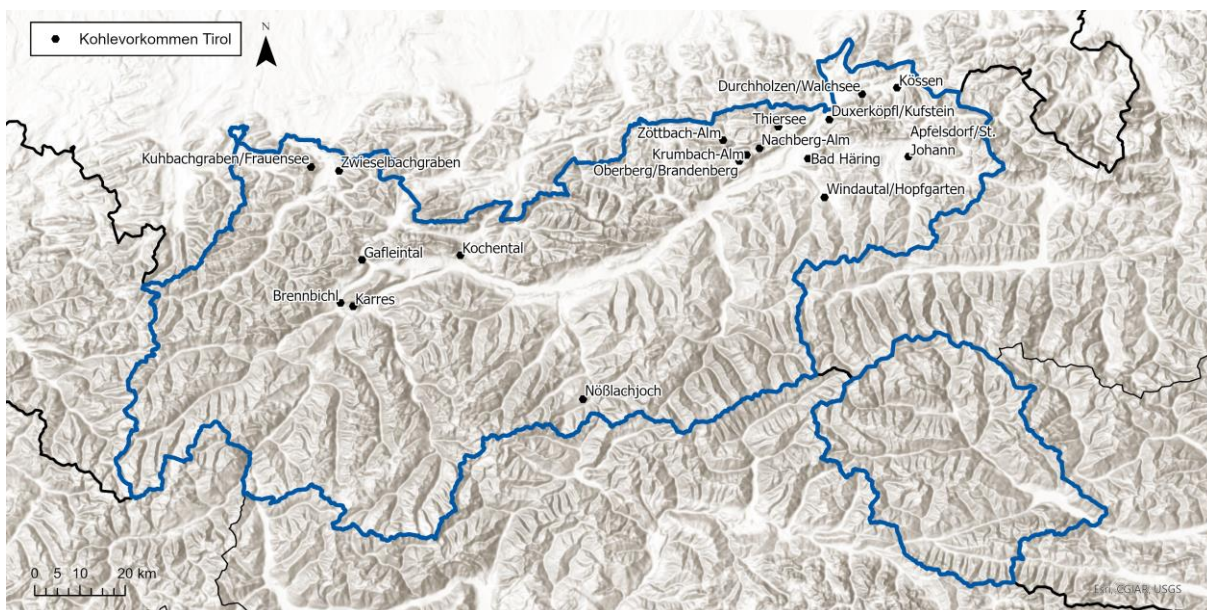 Kohlevorkommen Tirol
N
Kössen
Durchholzen/Walchsee
Duxerköpfl/Kufstein
Thiersee
Zöttbach-Alm
Nachberg-Alm
Apfelsdorf/St.
Johann
Krumbach-Alm
Bad Häring
Oberberg/Brandenberg
Kuhbachgraben/Frauensee
Zwieselbachgraben
Windautal/Hopfgarten
Gafleintal
Kochental
Brennbichl
Karres
Nößlachjoch
0 5 10 20 km
Esri, CGIAR, USGS